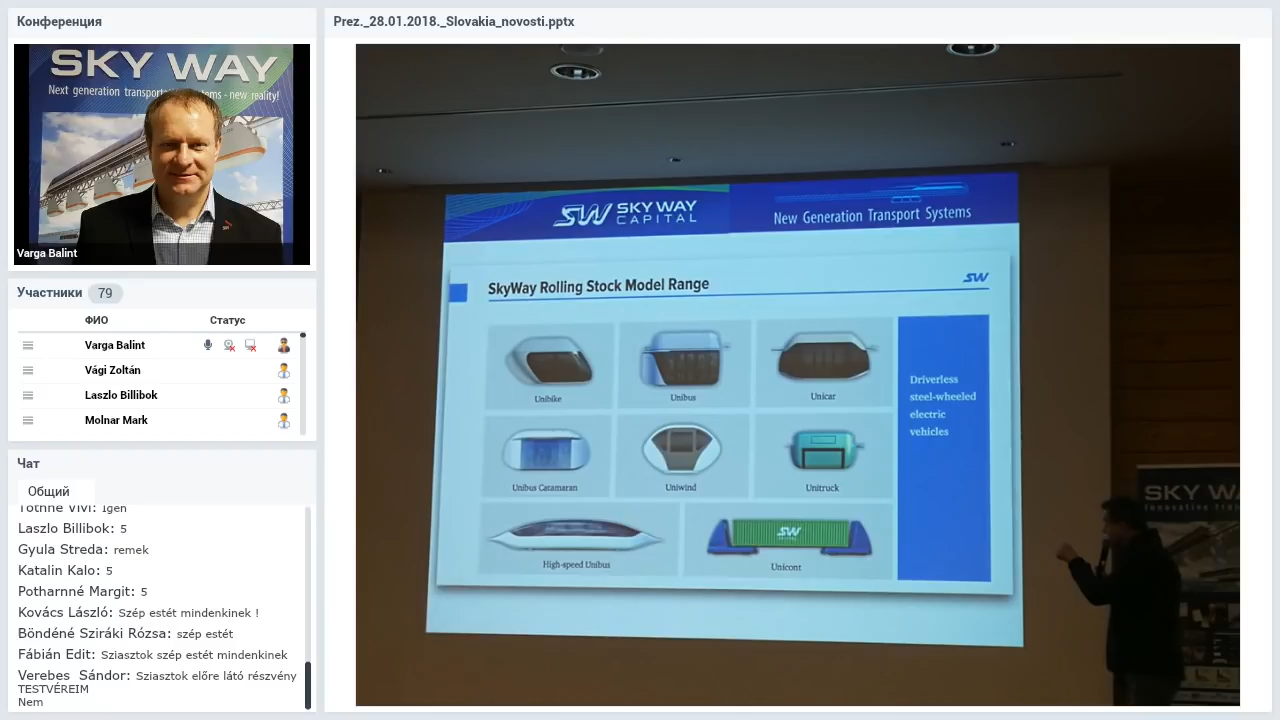 Конференция
SKY WAY
Next generation
new reality!
Varga Balint
Участники 79
ФИО Статус
Varga Balint
Vági Zoltán
Laszlo Billibok
Molnar Mark
Чат
Общий
Tothne Vivi: Igen
Laszlo Billibok: 5
Gyula Streda: remek
Katalin Kalo: 5
Potharnné Margit: 5
Kovács László: Szép estét mindenkinek !
Böndéné Sziráki Rózsa: szép estét
Fábián Edit: Sziasztok szép estét mindenkinek
Verebes Sándor: Sziasztok előre látó részvény
TESTVÉREIM
Nem
Prez._28.01.2018._Slovakia_novosti.pptx
SW SKY WAY
CAPITAL
New Generation Transport Systems
SkyWay Rolling Stock Model Range
SW
Unibike
Unibus
Unicar
Unibus Catamaran
Uniwind
Unitruck
High-speed Unibus
SW
Unicont
Driverless
steel-wheeled
electric
vehicles
SKY WA